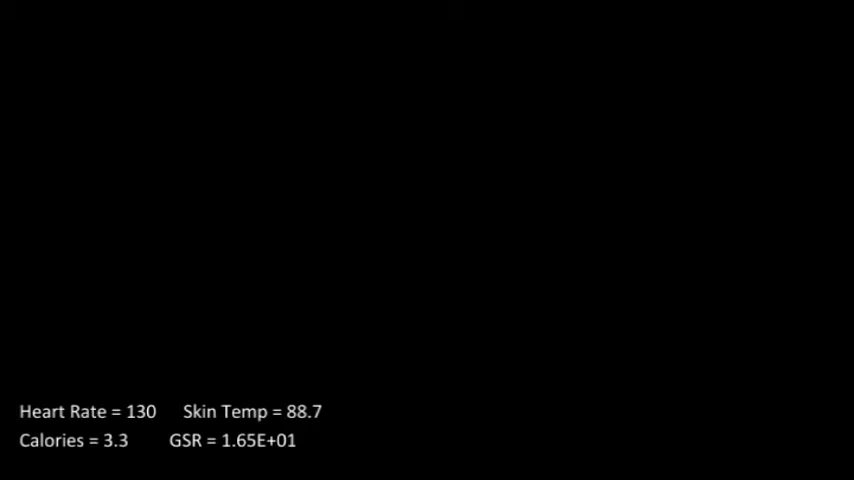 Heart Rate = 130 Skin Temp = 88.7
Calories = 3.3 GSR = 1.65E+01